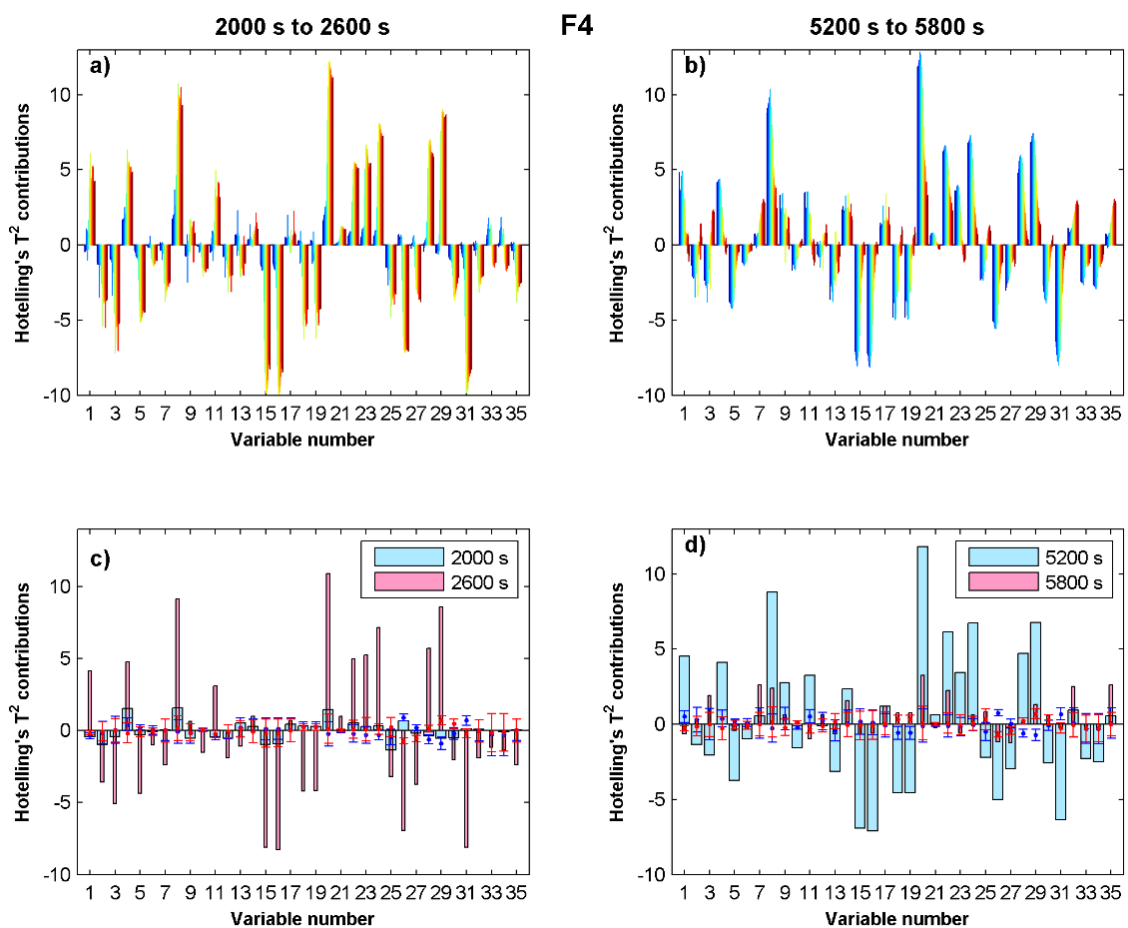 2000 s to 2600 s
F4
5200 s to 5800 s
a)
Hotelling's T² contributions
10
5
0
-5
-10
1 3 5 7 9 11 13 15 17 19 21 23 25 27 29 31 33 35
Variable number
b)
Hotelling's T² contributions
10
5
0
-5
-10
1 3 5 7 9 11 13 15 17 19 21 23 25 27 29 31 33 35
Variable number
c)
2000 s
2600 s
Hotelling's T² contributions
10
5
0
-5
-10
1 3 5 7 9 11 13 15 17 19 21 23 25 27 29 31 33 35
Variable number
d)
5200 s
5800 s
Hotelling's T² contributions
10
5
0
-5
-10
1 3 5 7 9 11 13 15 17 19 21 23 25 27 29 31 33 35
Variable number